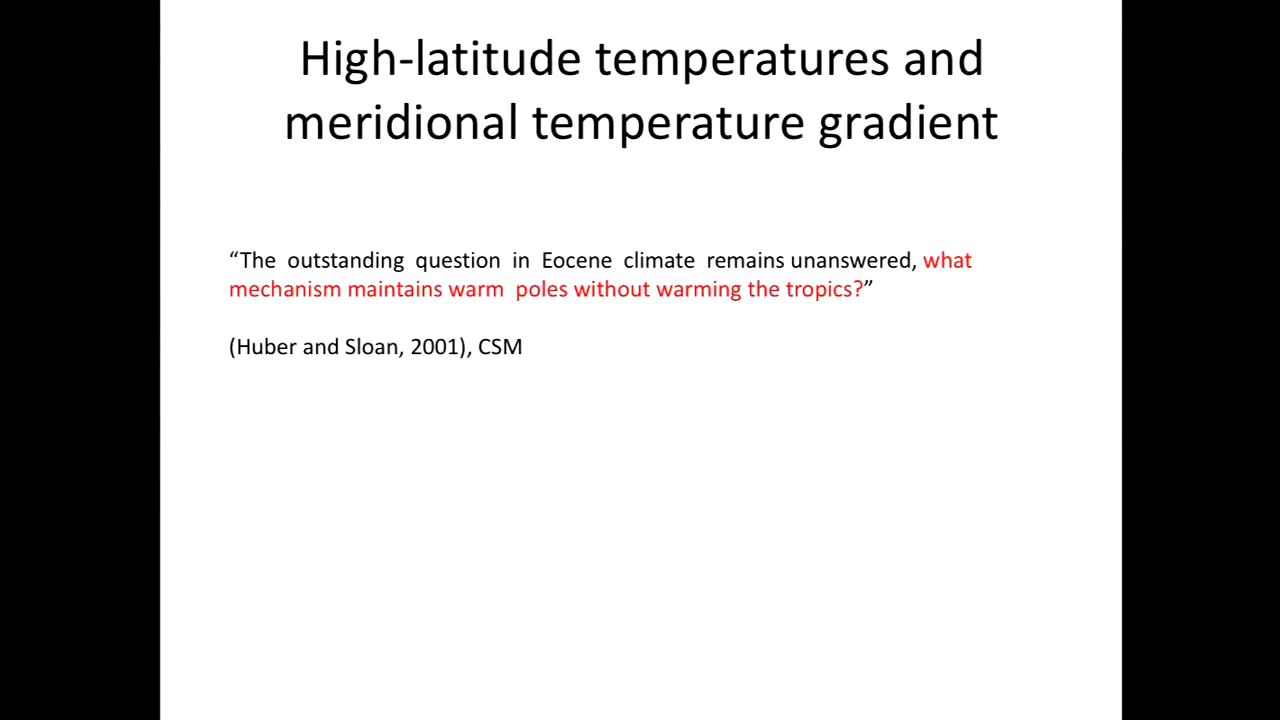 High-latitude temperatures and
meridional temperature gradient
“The outstanding question in Eocene climate remains unanswered, what
mechanism maintains warm poles without warming the tropics?”
(Huber and Sloan, 2001), CSM